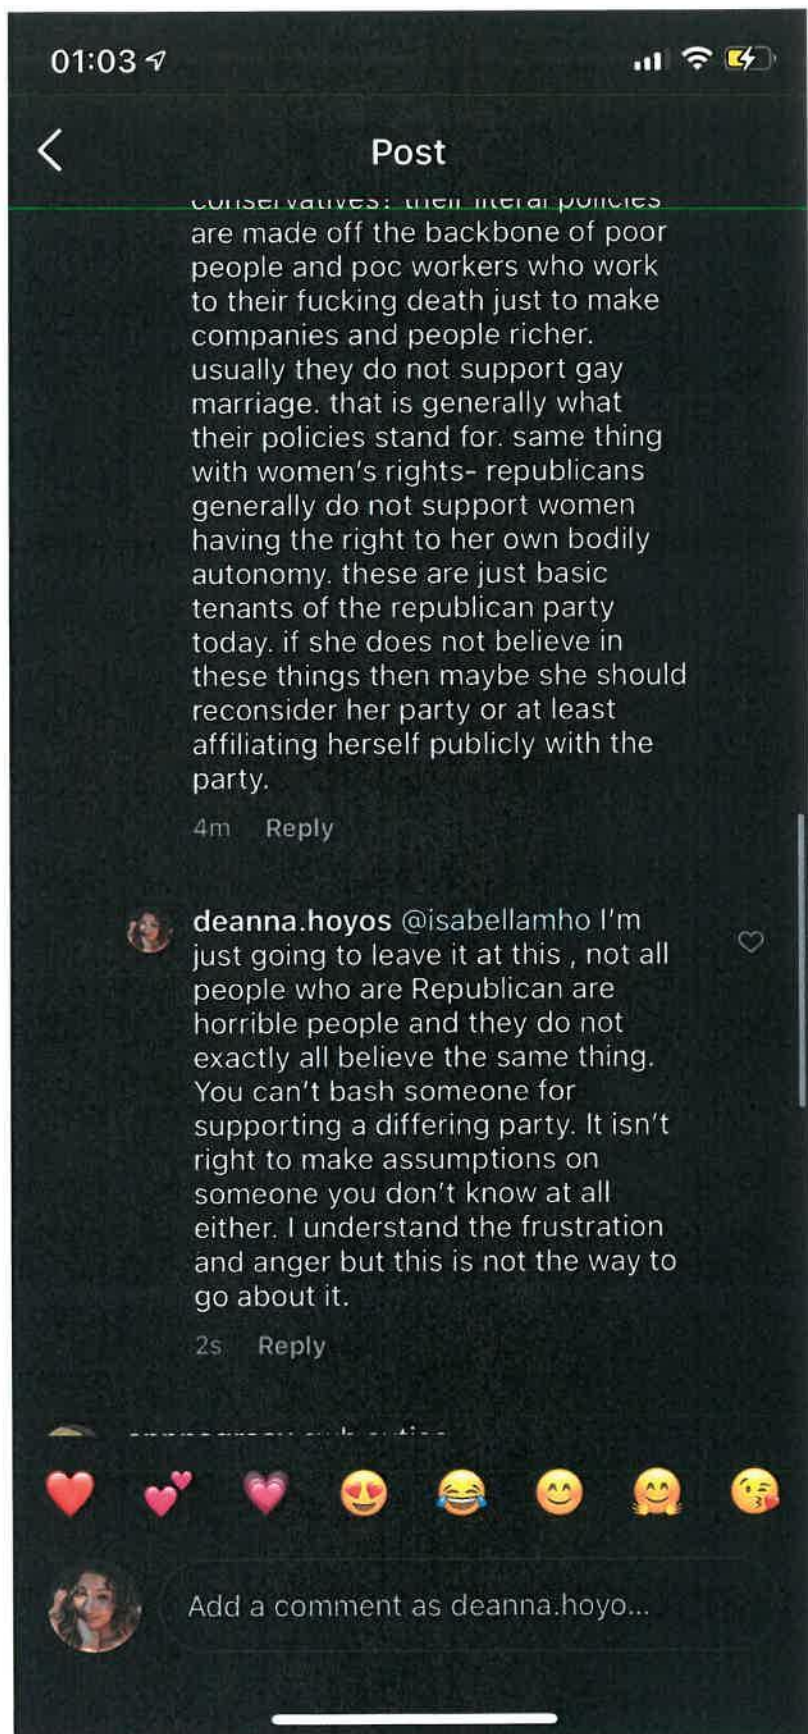 01:03
Post
conservatives! their literal policies
are made off the backbone of poor
people and poc workers who work
to their fucking death just to make
companies and people richer.
usually they do not support gay
marriage. that is generally what
their policies stand for. same thing
with women's rights- republicans
generally do not support women
having the right to her own bodily
autonomy. these are just basic
tenants of the republican party
today. if she does not believe in
these things then maybe she should
reconsider her party or at least
affiliating herself publicly with the
party.
4m Reply
deanna.hoyos @isabellamho I'm
just going to leave it at this , not all
people who are Republican are
horrible people and they do not
exactly all believe the same thing.
You can't bash someone for
supporting a differing party. It isn't
right to make assumptions on
someone you don't know at all
either. I understand the frustration
and anger but this is not the way to
go about it.
2s Reply
Add a comment as deanna.hoyo...